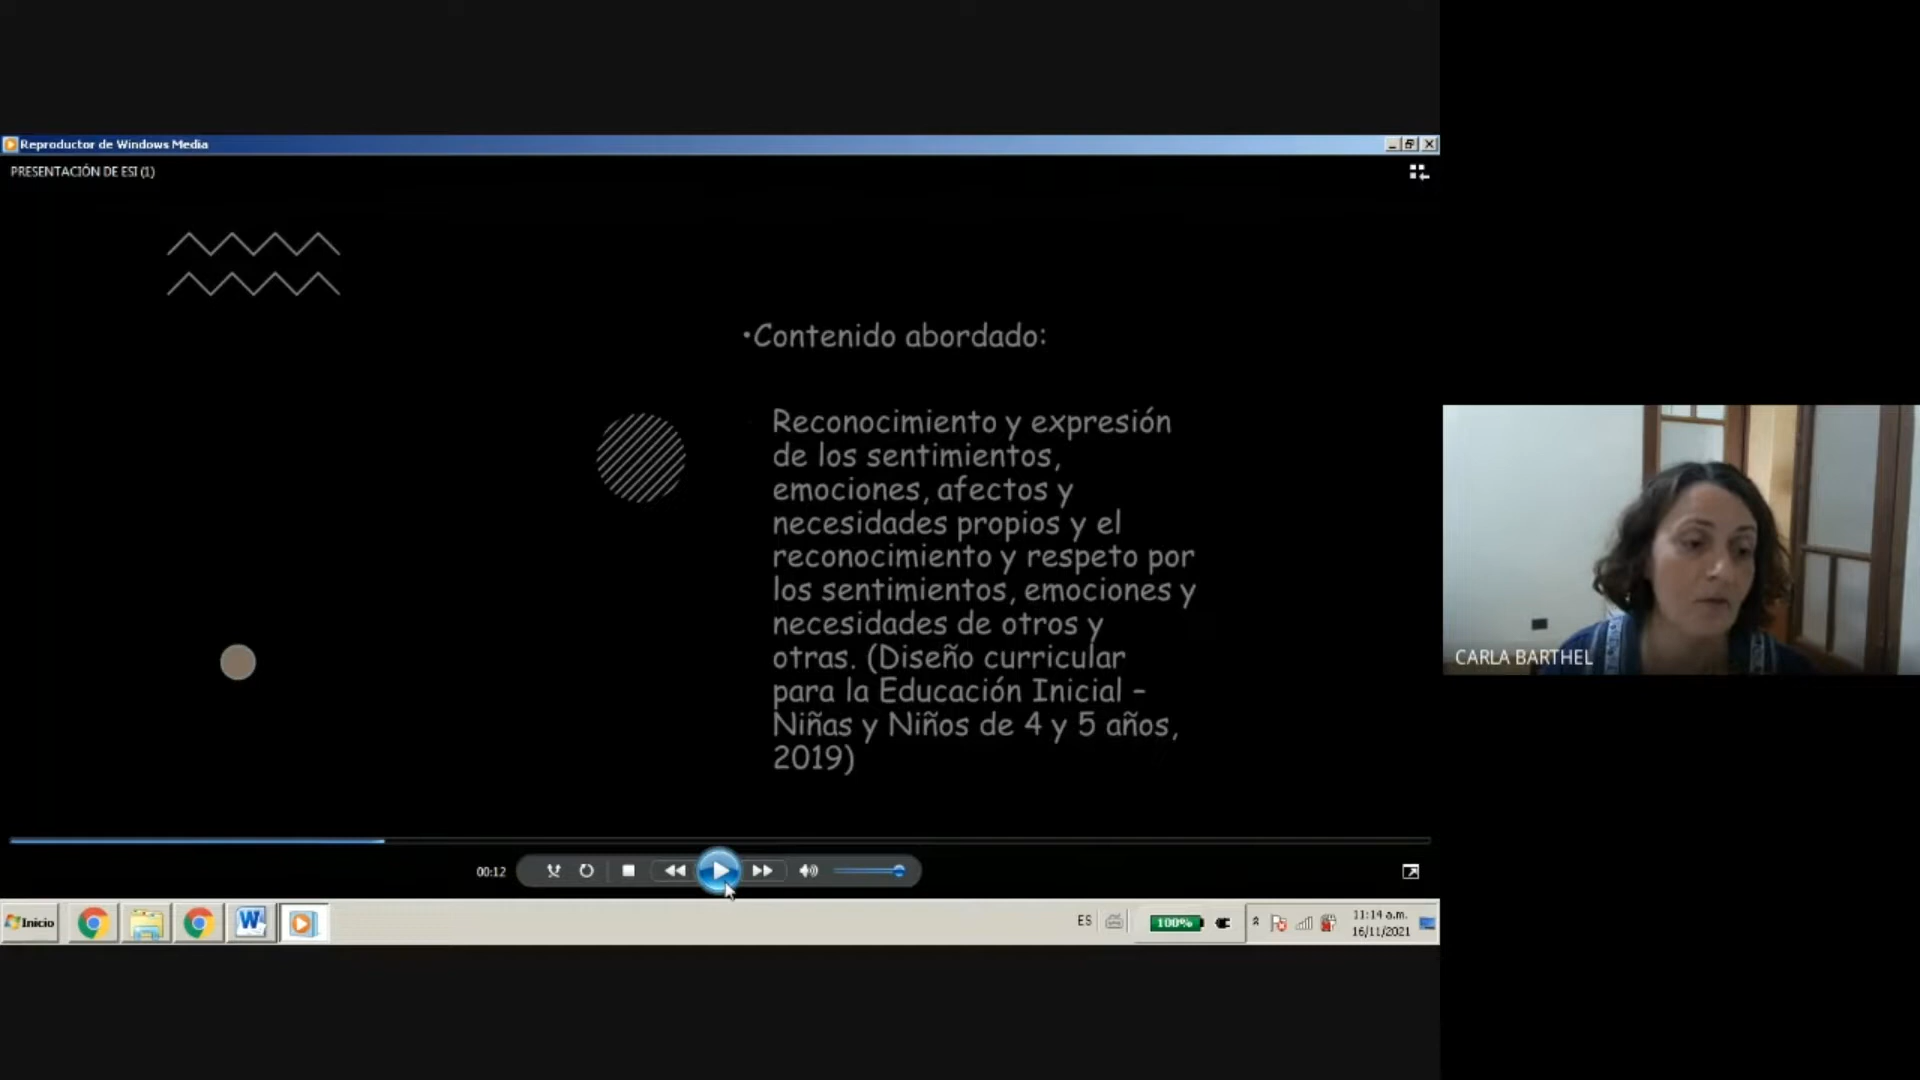 Reproductor de Windows Media
PRESENTACIÓN DE ESI (1)
•Contenido abordado:
Reconocimiento y expresión
de los sentimientos,
emociones, afectos y
necesidades propios y el
reconocimiento y respeto por
los sentimientos, emociones y
necesidades de otros y
otras. (Diseño curricular
para la Educación Inicial –
Niñas y Niños de 4 y 5 años,
2019)
CARLA BARTHEL
00:12
Inicio
W
ES
100%
11:14 a.m.
16/11/2021